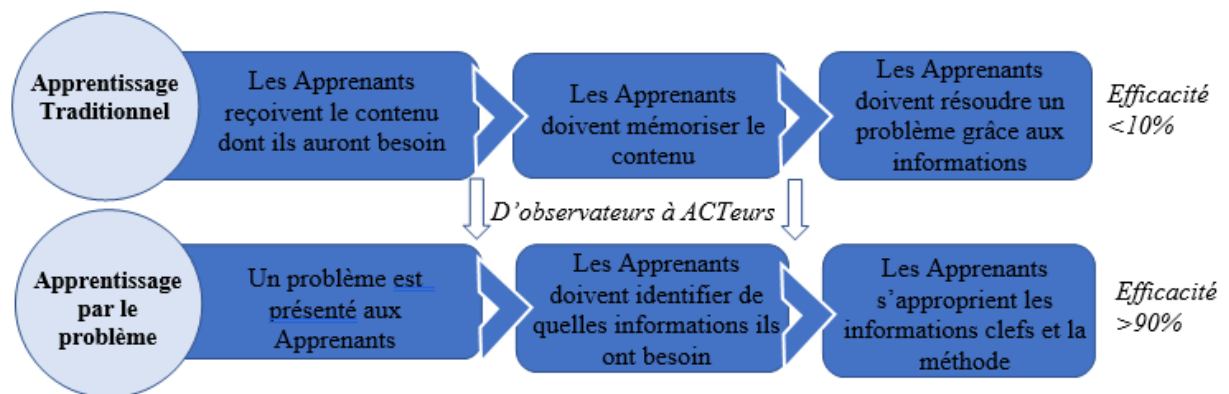 Apprentissage
Traditionnel
Les Apprenants
reçoivent le contenu
dont ils auront besoin
Les Apprenants
doivent mémoriser le
contenu
Les Apprenants
doivent résoudre un
problème grâce aux
informations
Efficacité
<10%
D’observateurs à ACTeurs
Apprentissage
par le
problème
Un problème est
présenté aux
Apprenants
Les Apprenants
doivent identifier de
quelles informations ils
ont besoin
Les Apprenants
s’approprient les
informations clefs et la
méthode
Efficacité
>90%